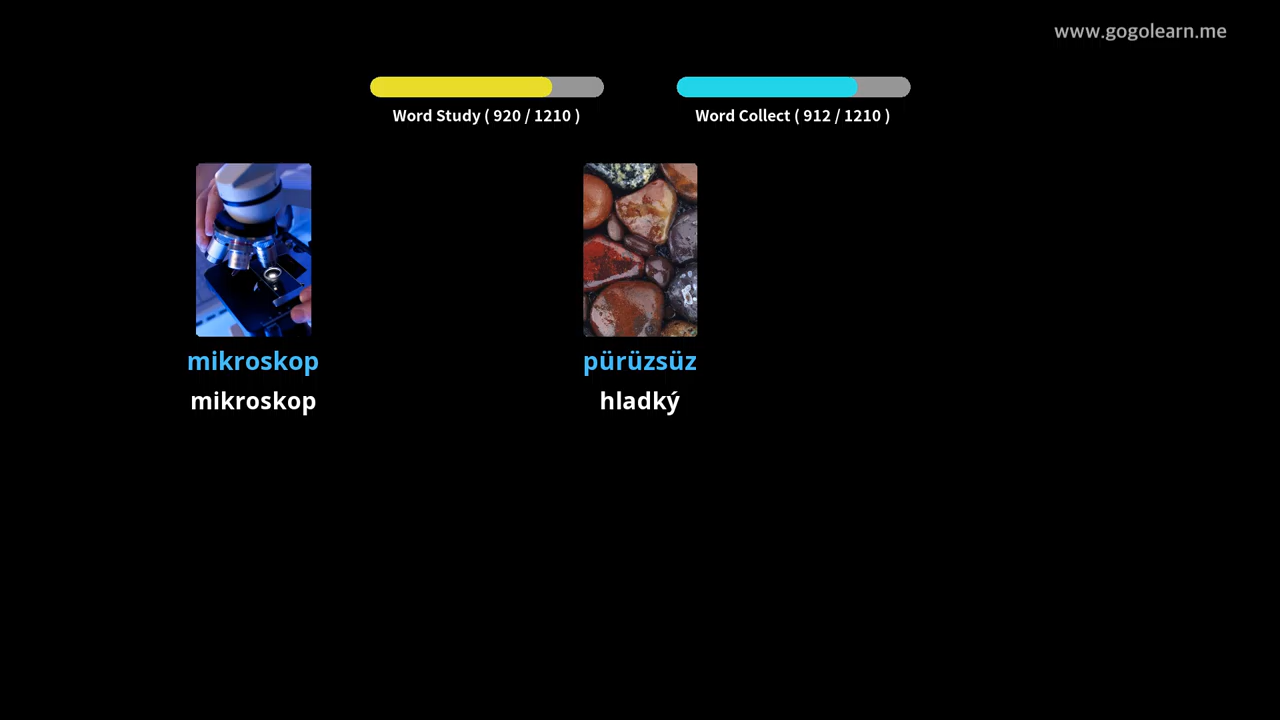 www.gogolearn.me
Word Study ( 920 / 1210 )
Word Collect ( 912 / 1210 )
mikroskop
mikroskop
pürüzsüz
hladký